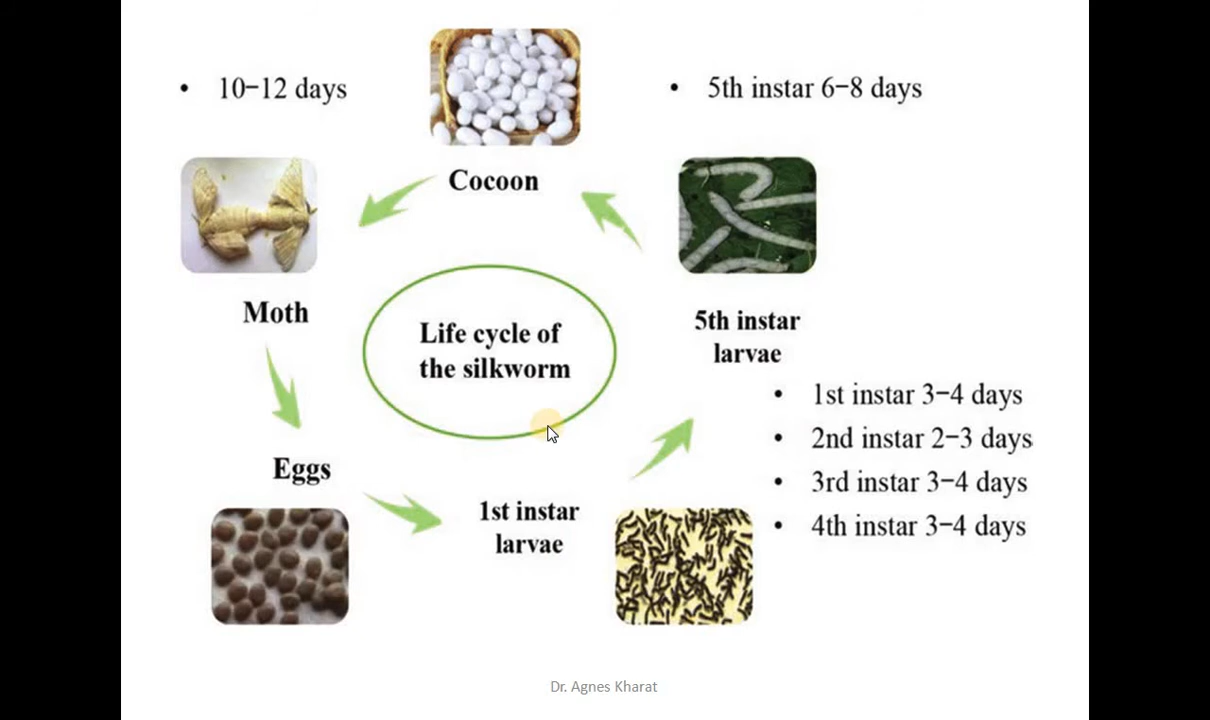 • 10–12 days
• 5th instar 6–8 days
Cocoon
Moth
Life cycle of
the silkworm
5th instar
larvae
• 1st instar 3–4 days
• 2nd instar 2–3 days
• 3rd instar 3–4 days
• 4th instar 3–4 days
Eggs
1st instar
larvae
Dr. Agnes Kharat